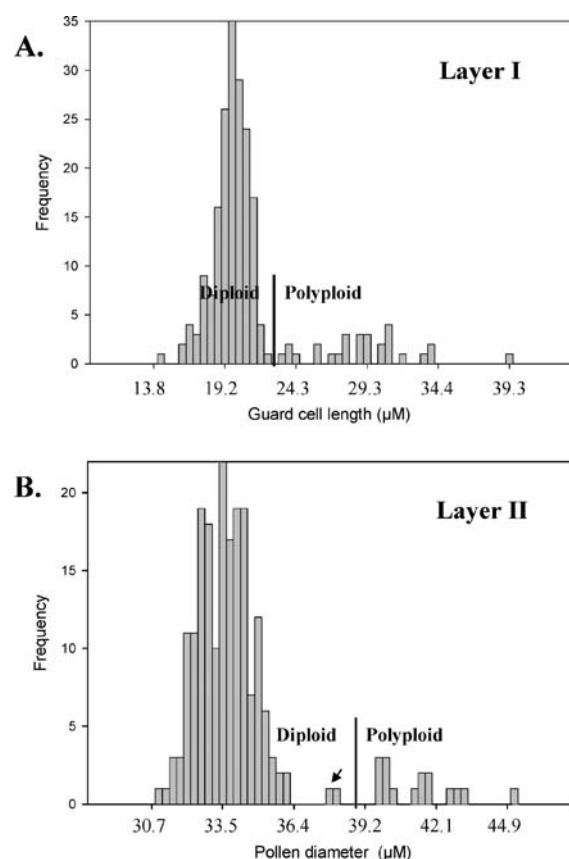 A.
Layer I
35
30
25
20
15
10
5
0
Frequency
Diploid Polyploid
13.8 19.2 24.3 29.3 34.4 39.3
Guard cell length (µM)
B.
Layer II
20
15
10
5
0
Frequency
Diploid Polyploid
30.7 33.5 36.4 39.2 42.1 44.9
Pollen diameter (µM)